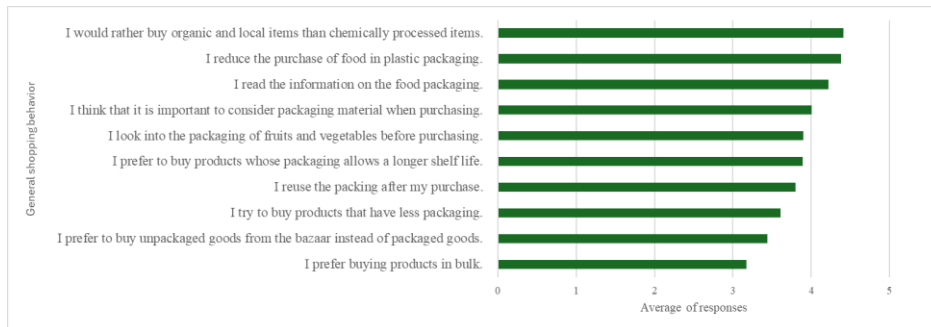 General shopping behavior
I would rather buy organic and local items than chemically processed items.
I reduce the purchase of food in plastic packaging.
I read the information on the food packaging.
I think that it is important to consider packaging material when purchasing.
I look into the packaging of fruits and vegetables before purchasing.
I prefer to buy products whose packaging allows a longer shelf life.
I reuse the packing after my purchase.
I try to buy products that have less packaging.
I prefer to buy unpackaged goods from the bazaar instead of packaged goods.
I prefer buying products in bulk.
0 1 2 3 4 5
Average of responses